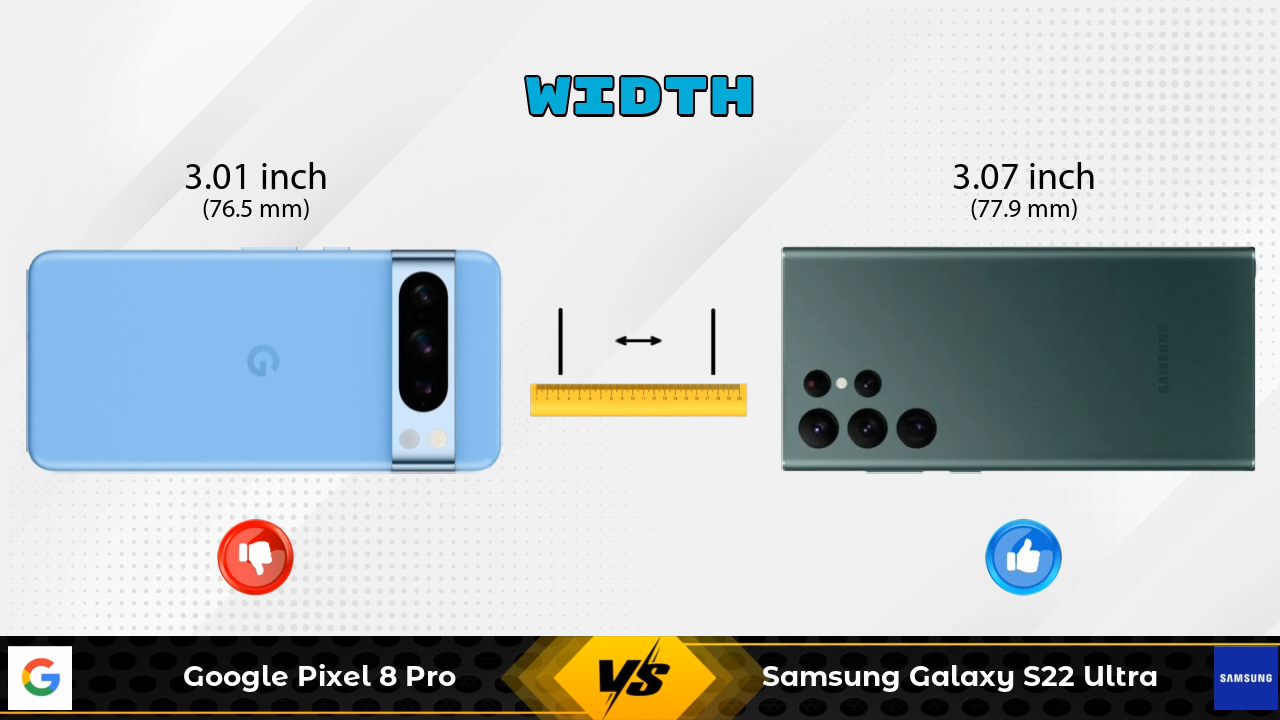 WIDTH
3.01 inch
(76.5 mm)
3.07 inch
(77.9 mm)
SAMSUNG
Google Pixel 8 Pro
VS
Samsung Galaxy S22 Ultra
SAMSUNG